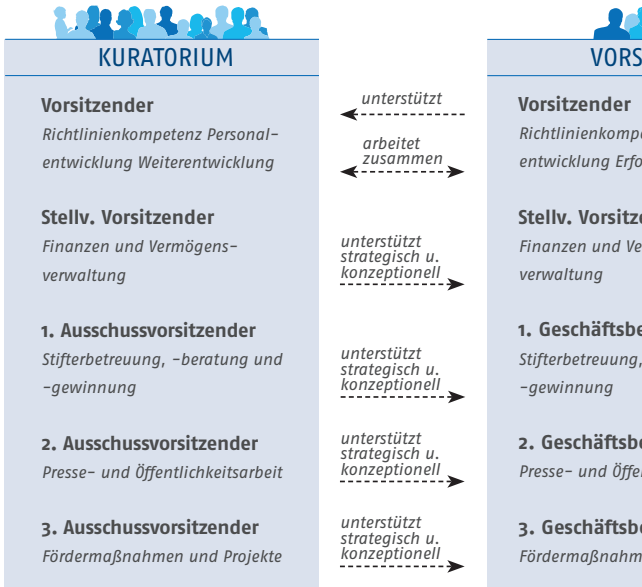 KURATORIUM
Vorsitzender
Richtlinienkompetenz Personal-
entwicklung Weiterentwicklung
Stellv. Vorsitzender
Finanzen und Vermögens-
verwaltung
1. Ausschussvorsitzender
Stifterbetreuung, -beratung und
-gewinnung
2. Ausschussvorsitzender
Presse- und Öffentlichkeitsarbeit
3. Ausschussvorsitzender
Fördermaßnahmen und Projekte
unterstützt
arbeitet
zusammen
unterstützt
strategisch u.
konzeptionell
unterstützt
strategisch u.
konzeptionell
unterstützt
strategisch u.
konzeptionell
unterstützt
strategisch u.
konzeptionell
VORS
Vorsitzender
Richtlinienkompe
entwicklung Erfo
Stellv. Vorsitze
Finanzen und Ve
verwaltung
1. Geschäftsbe
Stifterbetreuung,
-gewinnung
2. Geschäftsbe
Presse- und Öffe
3. Geschäftsbe
Fördermaßnahm